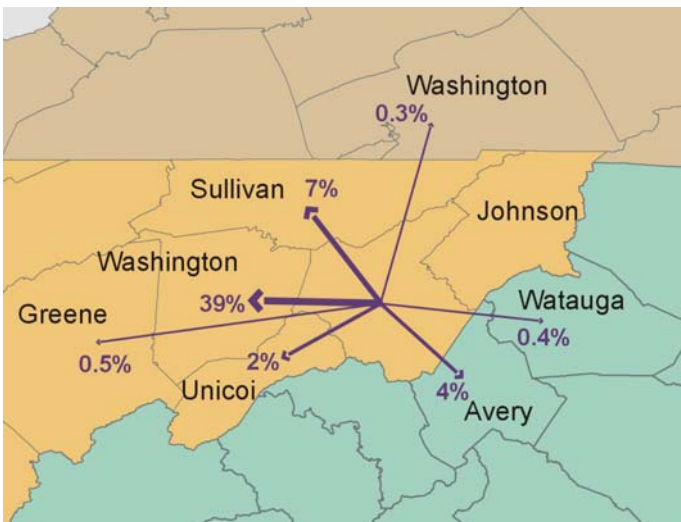 Washington
0.3%
Sullivan 7%
Johnson
Washington
39%
Greene
Watauga
0.4%
0.5%
2%
Unicoi
4%
Avery